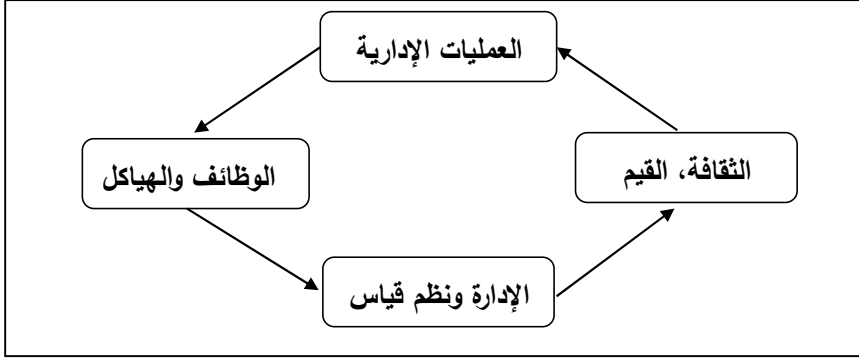 العمليات الإدارية
الثقافة، القيم
الوظائف والهياكل
الإدارة ونظم قياس